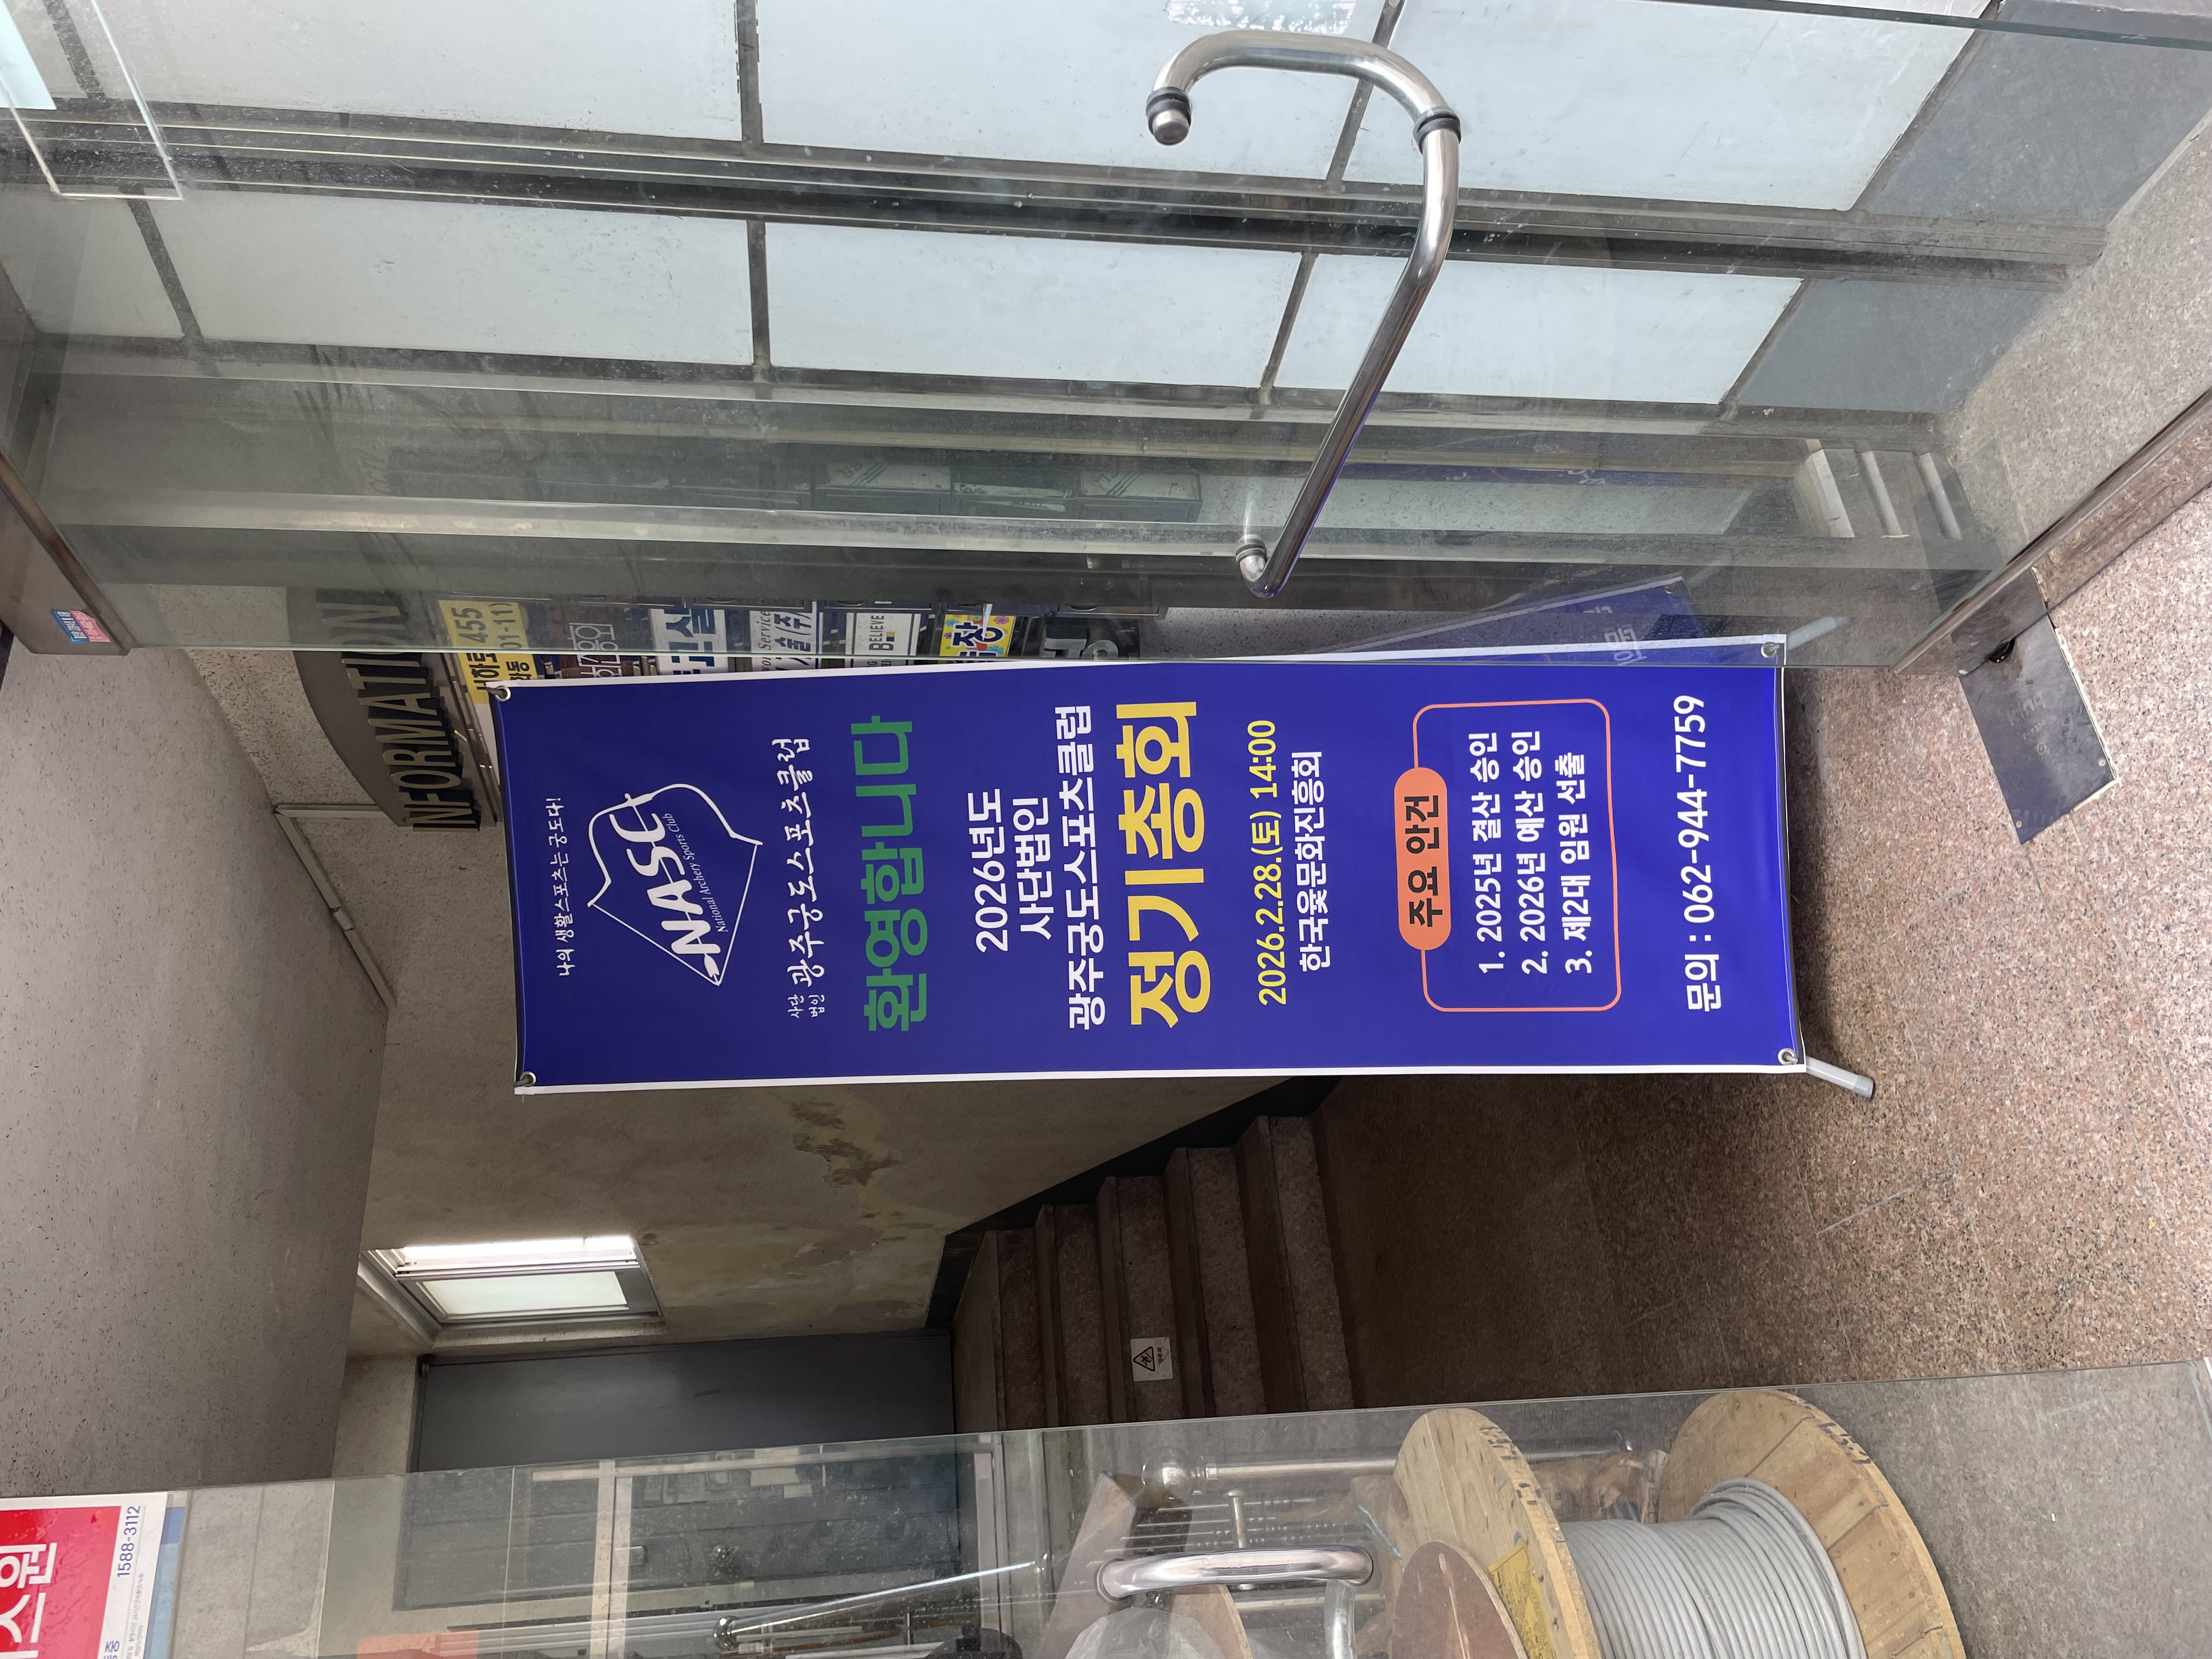 나의 생활스포츠는 궁도다!
NASC
National Archery Sports Club
사단법인 광주궁도스포츠클럽
환영합니다
2026년도
사단법인
광주궁도스포츠클럽
정기총회
2026.2.28.(토) 14:00
한국윷문화진흥회
주요 안건
1. 2025년 결산 승인
2. 2026년 예산 승인
3. 제2대 임원 선출
문의 : 062-944-7759
INFORMATION
455
BELIEVE
스원
1588-3112